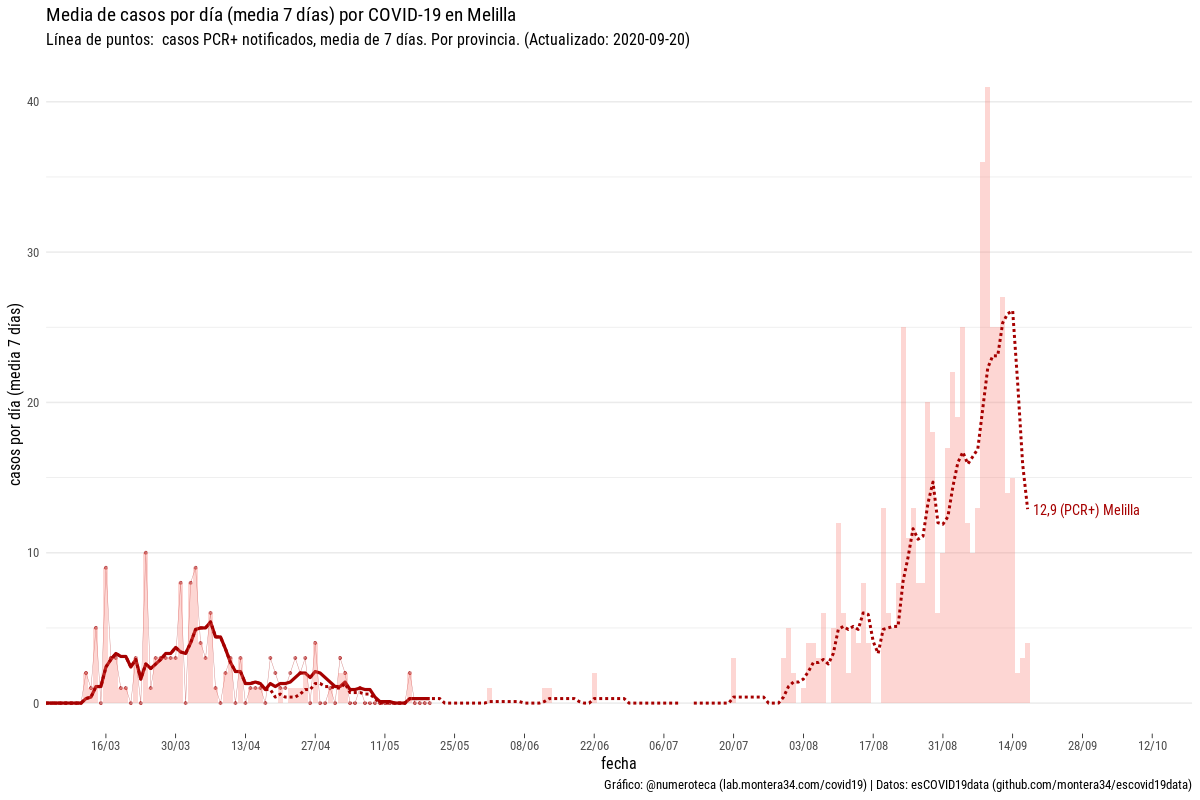 Media de casos por día (media 7 días) por COVID-19 en Melilla
Línea de puntos:  casos PCR+ notificados, media de 7 días. Por provincia. (Actualizado: 2020-09-20)
casos por día (media 7 días)
40
30
20
10
0
12,9 (PCR+) Melilla
16/03 30/03 13/04 27/04 11/05 25/05 08/06 22/06 06/07 20/07 03/08 17/08 31/08 14/09 28/09 12/10
fecha
Gráfico: @numeroteca (lab.montera34.com/covid19) | Datos: esCOVID19data (github.com/montera34/escovid19data)